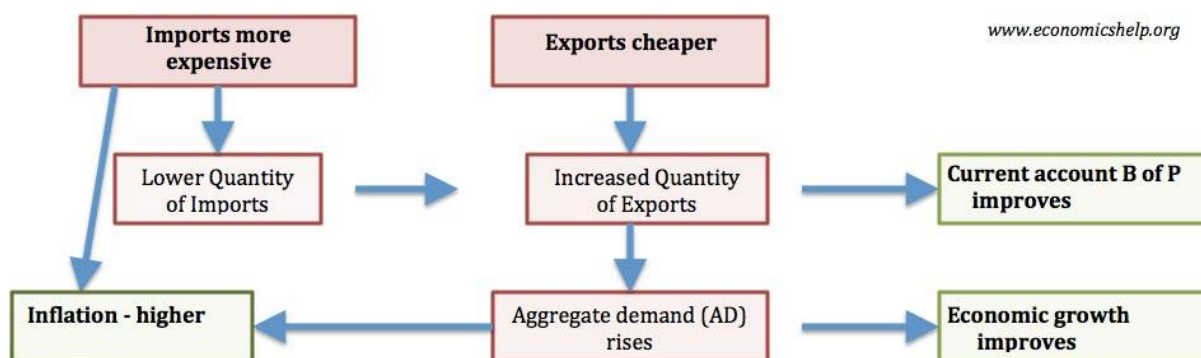 Imports more
expensive
Exports cheaper
www.economicshelp.org
Lower Quantity
of Imports
Increased Quantity
of Exports
Current account B of P
improves
Inflation - higher
Aggregate demand (AD)
rises
Economic growth
improves